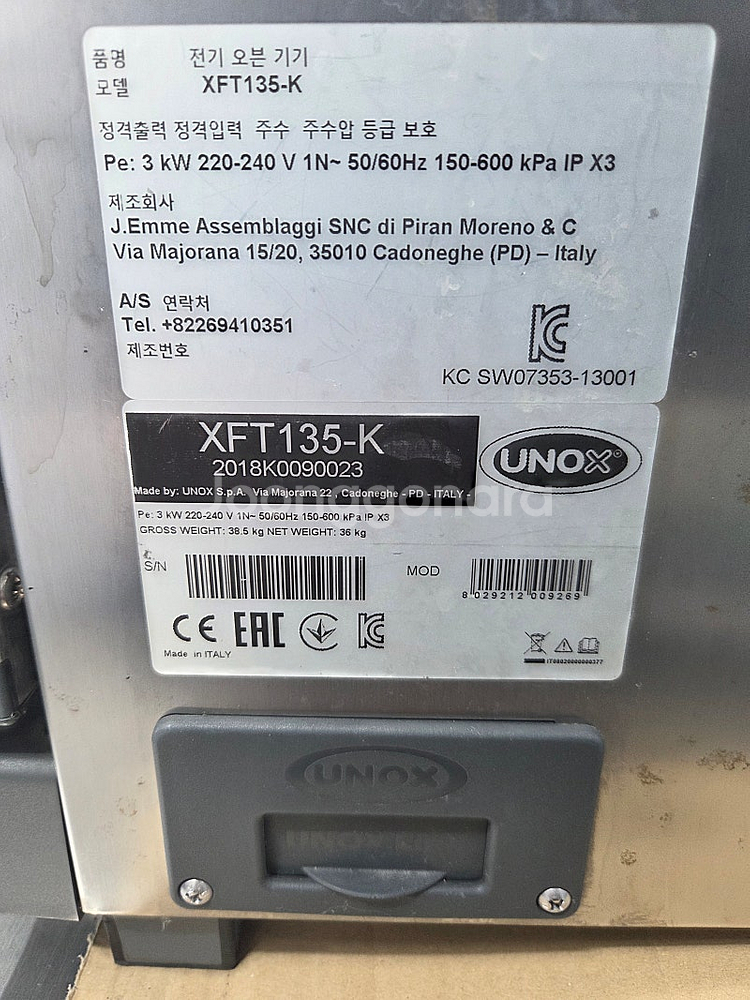 품명 전기 오븐 기기
모델 XFT135-K
정격출력 정격입력 주수 주수압 등급 보호
Pe: 3 kW 220-240 V 1N~ 50/60Hz 150-600 kPa IP X3
제조회사
J.Emme Assemblaggi SNC di Piran Moreno & C
Via Majorana 15/20, 35010 Cadoneghe (PD) – Italy
A/S 연락처
Tel. +82269410351
제조번호
KC SW07353-13001
XFT135-K
2018K0090023
UNOX®
Made by: UNOX S.p.A. Via Majorana 22 , Cadoneghe - PD - ITALY -
joonggonara
Pe: 3 kW 220-240 V 1N~ 50/60Hz 150-600 kPa IP X3
GROSS WEIGHT: 38.5 kg NET WEIGHT: 36 kg
S/N
MOD
8 029212 009269
CE EAC KC
Made in ITALY
IT08020000000377
UNOX